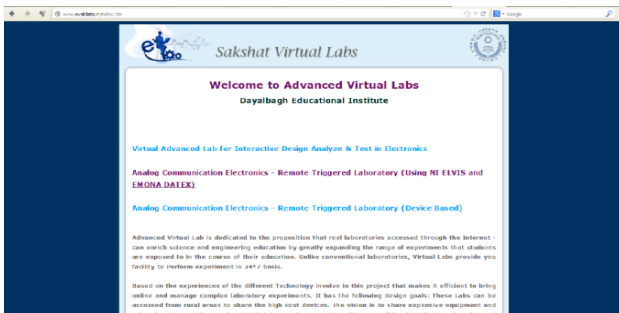 Google
Sakshat Virtual Labs
Welcome to Advanced Virtual Labs
Dayalbagh Educational Institute
Virtual Advanced Lab for Interactive Design Analyze & Test in Electronics
Analog Communication Electronics - Remote Triggered Laboratory (Using NI ELVIS and
EMONA DATEX)
Analog Communication Electronics - Remote Triggered Laboratory (Device Based)
Advanced Virtual Lab is dedicated to the proposition that real laboratories accessed through the Internet -
can enrich science and engineering education by greatly expanding the range of experiments that students
are exposed to in the course of their education. Unlike conventional laboratories, Virtual Labs provide you
facility to Perform experiment in 24*7 basis.
Based on the experiences of the different Technology involve in this project that makes it efficient to bring
online and manage complex laboratory experiments. It has the following design goals: These Labs can be
accessed from rural areas to share the high cost devices. The vision is to share expensive equipment and